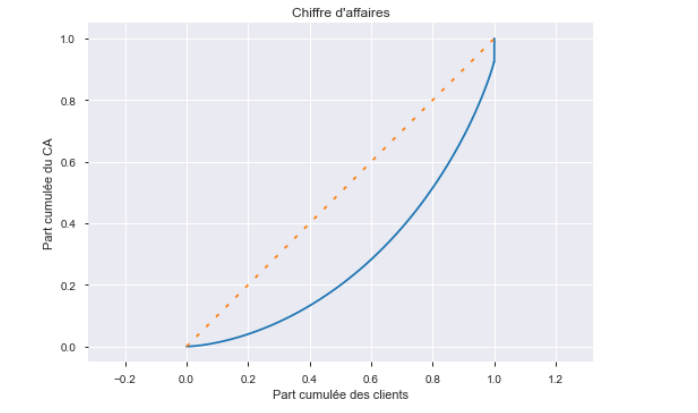 Chiffre d'affaires
1.0
0.8
0.6
0.4
0.2
0.0
Part cumulée du CA
−0.2 0.0 0.2 0.4 0.6 0.8 1.0 1.2
Part cumulée des clients